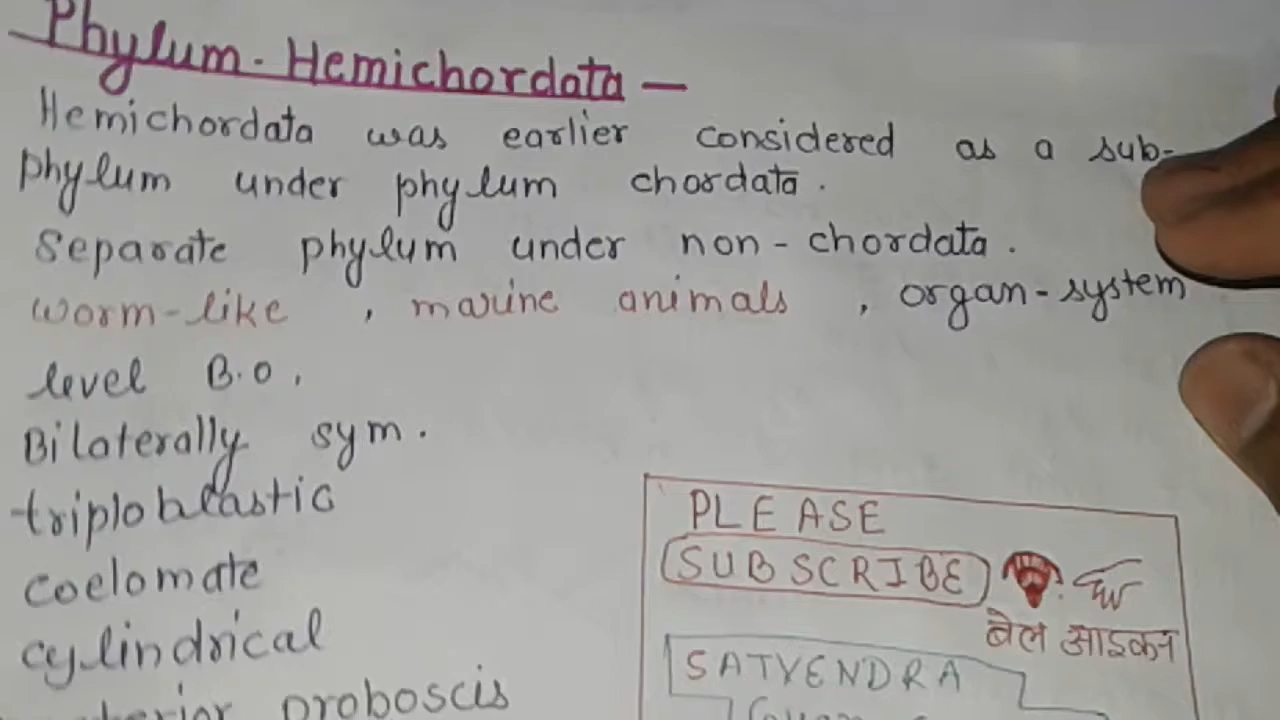 Phylum. Hemichordata —
Hemichordata was earlier considered as a sub-
phylum under phylum chordata.
Separate phylum under non-chordata.
worm-like, marine animals, organ-system
level B.O.
Bilaterally sym.
triploblastic
coelomate
cylindrical
proboscis
PLEASE
SUBSCRIBE
बेल आइकन
SATYENDRA